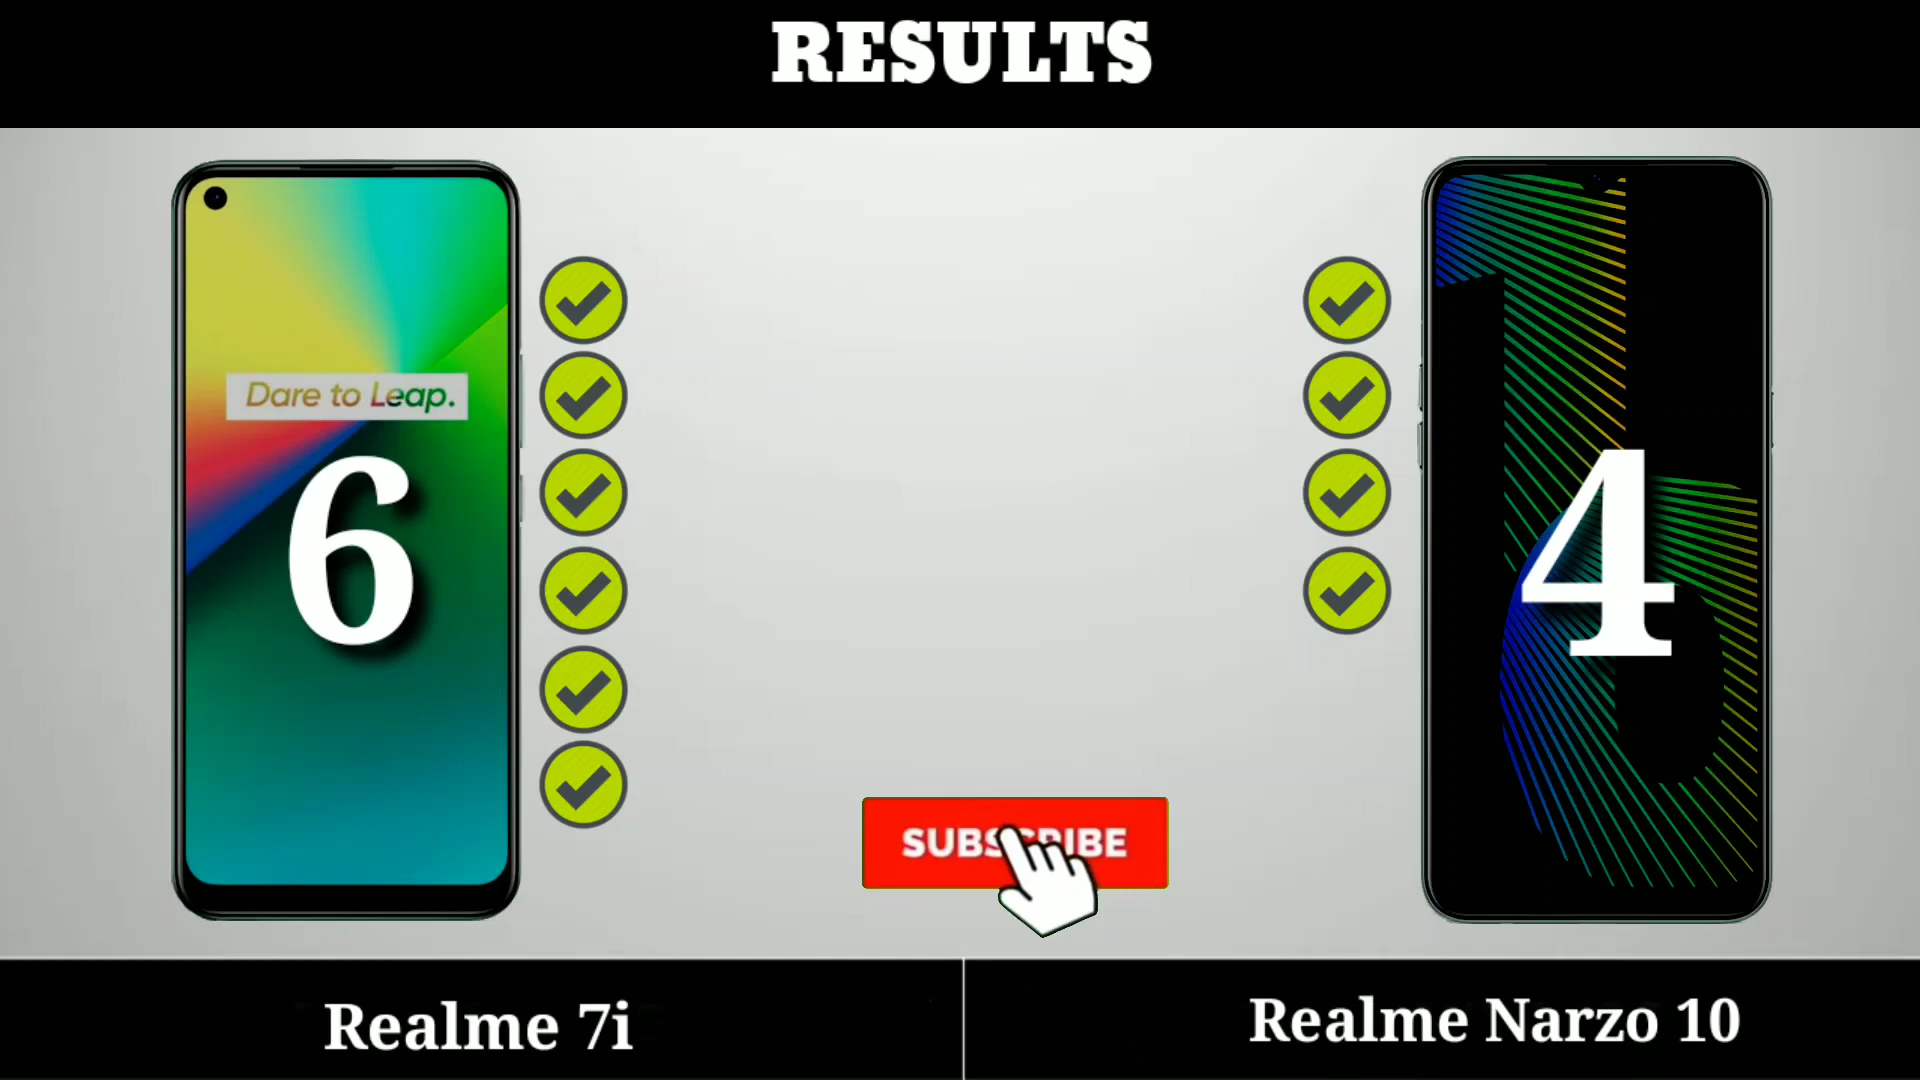 RESULTS
Dare to Leap.
6
4
SUBSCRIBE
Realme 7i
Realme Narzo 10